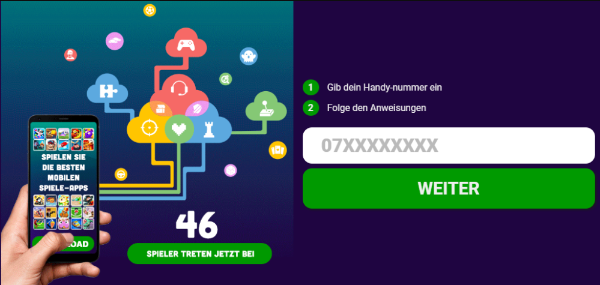 SPIELEN SIE
DIE BESTEN
MOBILEN
SPIELE-APPS
46
SPIELER TRETEN JETZT BEI
1 Gib dein Handy-nummer ein
2 Folge den Anweisungen
07XXXXXXXX
WEITER